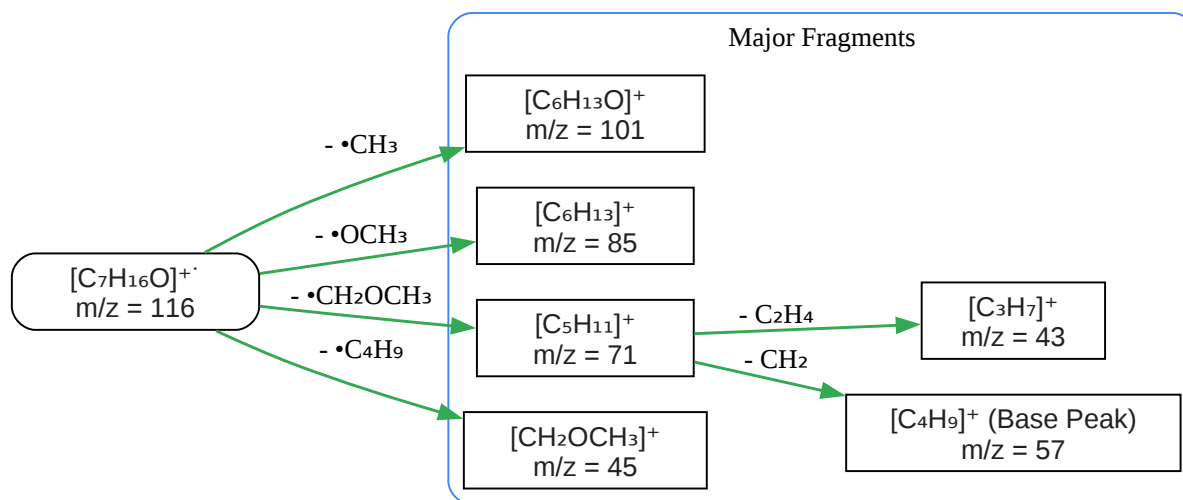 Major Fragments
[C₆H₁₃O]⁺
m/z = 101
- •CH₃
[C₆H₁₃]⁺
m/z = 85
- •OCH₃
[C₇H₁₆O]⁺˙
m/z = 116
- •CH₂OCH₃
[C₅H₁₁]⁺
m/z = 71
- C₂H₄
[C₃H₇]⁺
m/z = 43
- •C₄H₉
- CH₂
[CH₂OCH₃]⁺
m/z = 45
[C₄H₉]⁺ (Base Peak)
m/z = 57